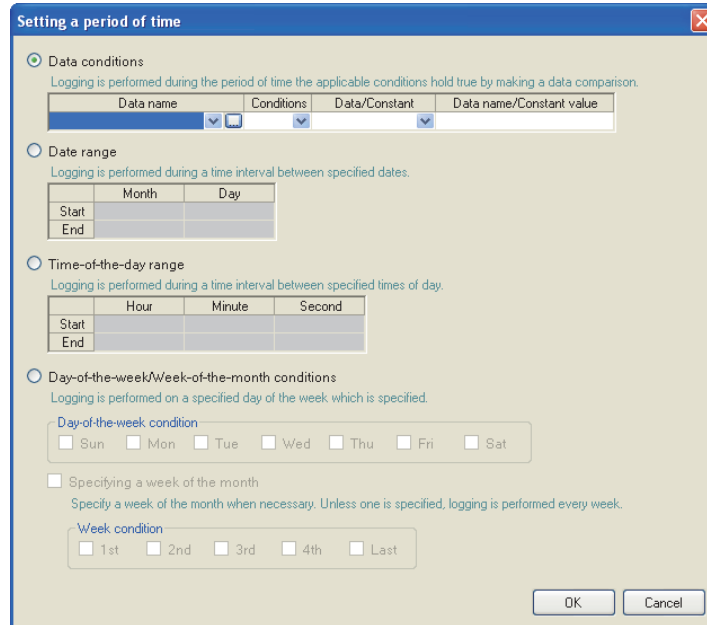 Setting a period of time
Data conditions
Logging is performed during the period of time the applicable conditions hold true by making a data comparison.
Data name Conditions Data/Constant Data name/Constant value
...
Date range
Logging is performed during a time interval between specified dates.
Month Day
Start
End
Time-of-the-day range
Logging is performed during a time interval between specified times of day.
Hour Minute Second
Start
End
Day-of-the-week/Week-of-the-month conditions
Logging is performed on a specified day of the week which is specified.
Day-of-the-week condition
Sun Mon Tue Wed Thu Fri Sat
Specifying a week of the month
Specify a week of the month when necessary. Unless one is specified, logging is performed every week.
Week condition
1st 2nd 3rd 4th Last
OK Cancel